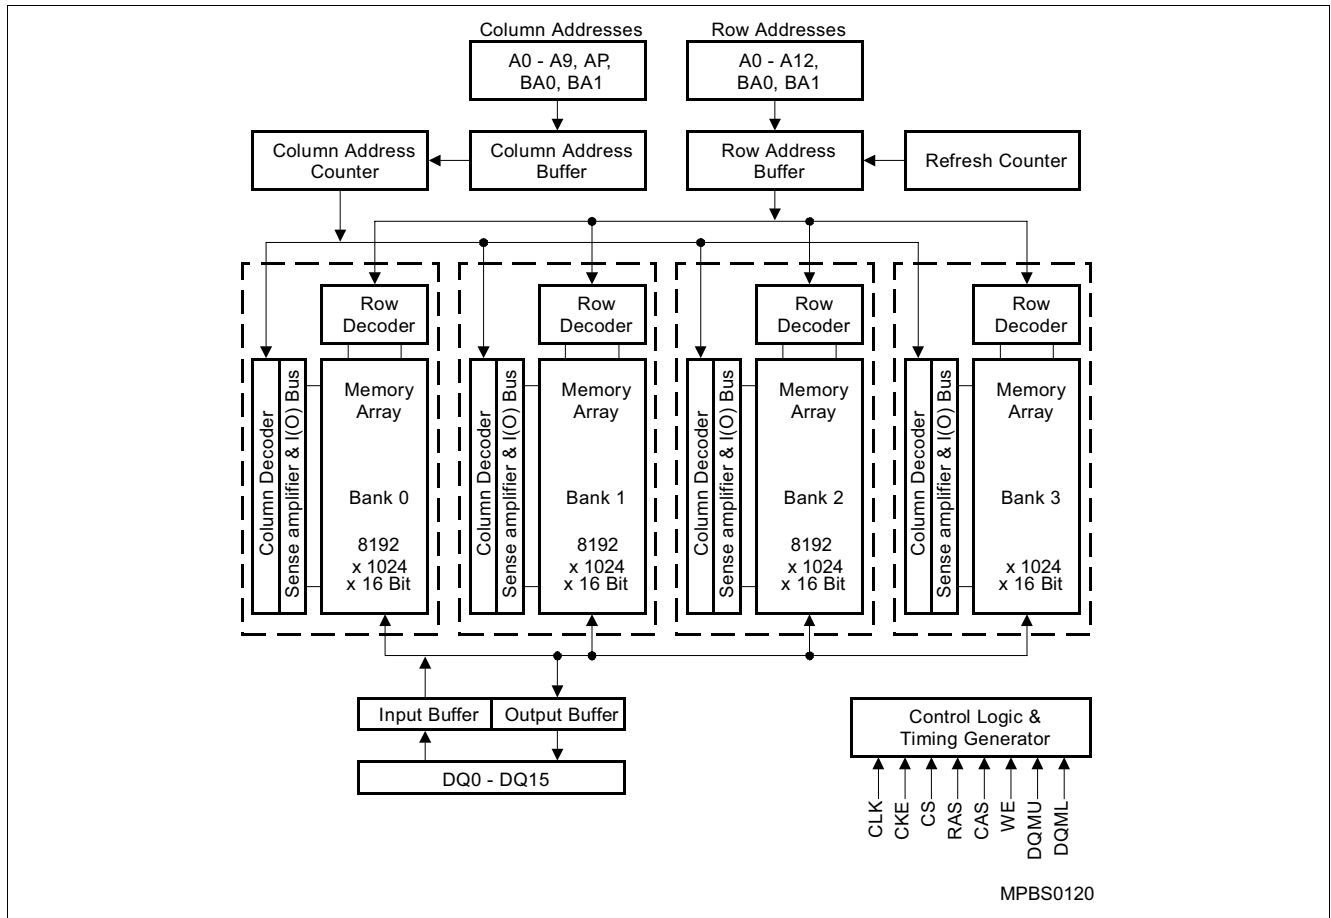 Column Addresses
Row Addresses
A0 - A9, AP,
BA0, BA1
A0 - A12,
BA0, BA1
Column Address
Counter
Column Address
Buffer
Row Address
Buffer
Refresh Counter
Row
Decoder
Row
Decoder
Row
Decoder
Row
Decoder
Column Decoder
Sense amplifier & I(O) Bus
Memory
Array
Bank 0
8192
x 1024
x 16 Bit
Column Decoder
Sense amplifier & I(O) Bus
Memory
Array
Bank 1
8192
x 1024
x 16 Bit
Column Decoder
Sense amplifier & I(O) Bus
Memory
Array
Bank 2
8192
x 1024
x 16 Bit
Column Decoder
Sense amplifier & I(O) Bus
Memory
Array
Bank 3
x 1024
x 16 Bit
Input Buffer
Output Buffer
DQ0 - DQ15
Control Logic &
Timing Generator
CLK
CKE
CS
RAS
CAS
WE
DQMU
DQML
MPBS0120